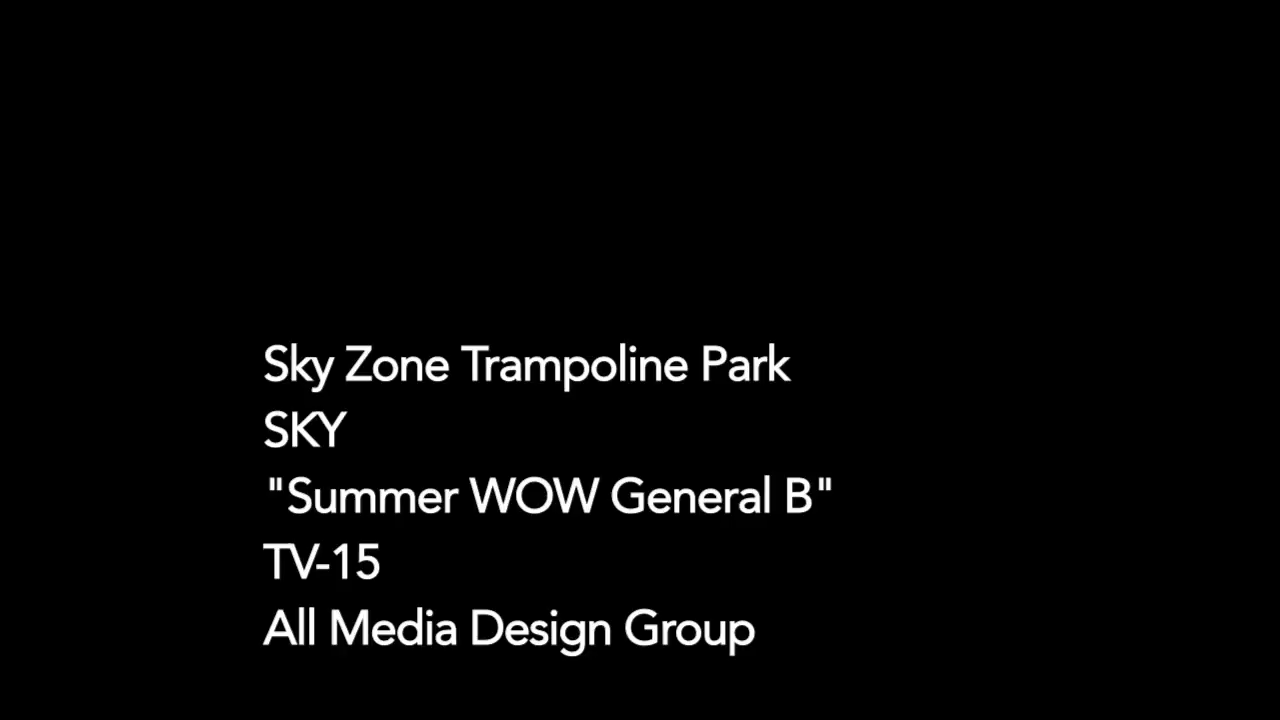 Sky Zone Trampoline Park
SKY
"Summer WOW General B"
TV-15
All Media Design Group